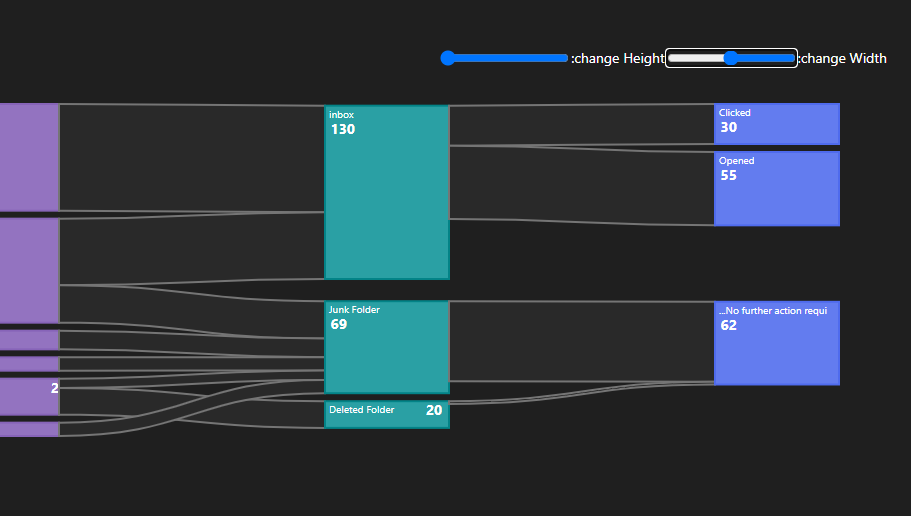 :change Height
:change Width
inbox
130
Clicked
30
Opened
55
Junk Folder
69
...No further action requi
62
2
Deleted Folder 20